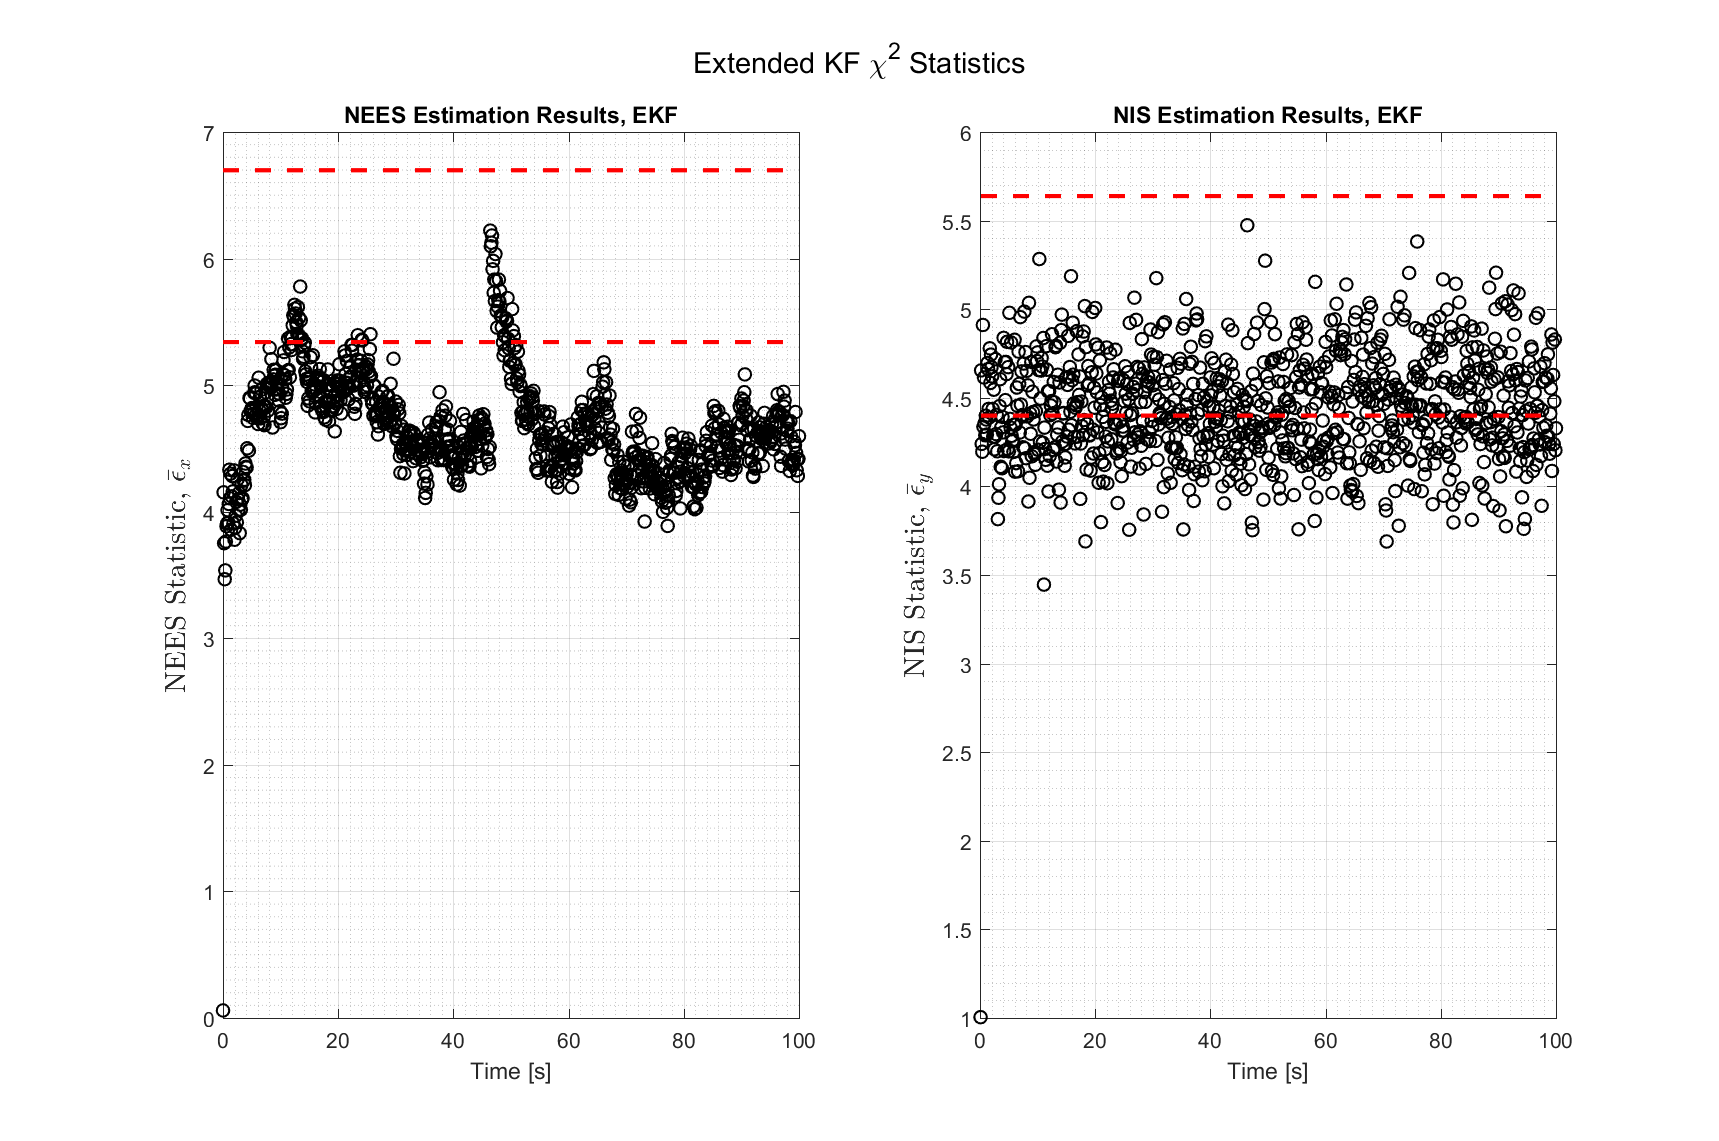 Extended KF χ² Statistics
NEES Estimation Results, EKF
7
6
5
4
3
2
1
0
NEES Statistic, ε̄ₓ
0 20 40 60 80 100
Time [s]
NIS Estimation Results, EKF
6
5.5
5
4.5
4
3.5
3
2.5
2
1.5
1
NIS Statistic, ε̄_y
0 20 40 60 80 100
Time [s]